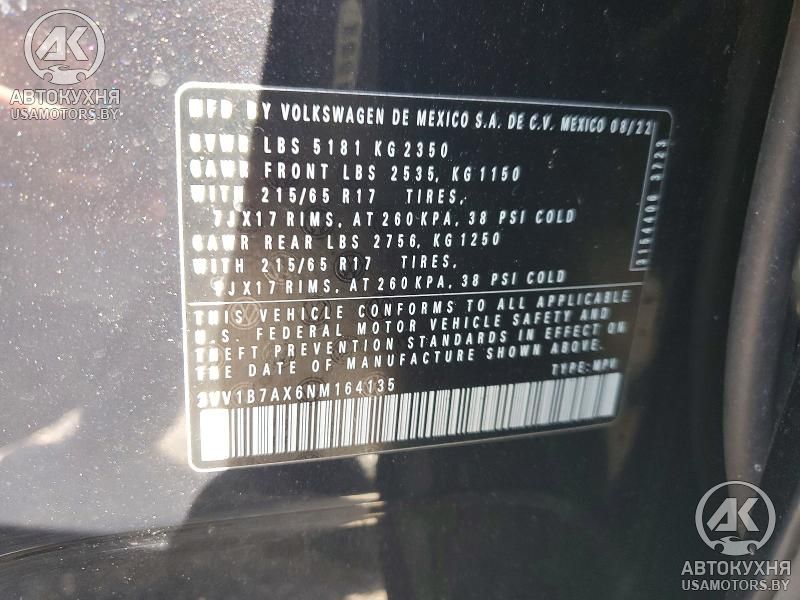 AK
АВТОКУХНЯ
USAMOTORS.BY
MFD BY VOLKSWAGEN DE MEXICO S.A. DE C.V. MEXICO 08/22
GVWR LBS 5181 KG 2350
GAWR FRONT LBS 2535, KG 1150
WITH 215/65 R17 TIRES,
7JX17 RIMS, AT 260 KPA, 38 PSI COLD
GAWR REAR LBS 2756, KG 1250
WITH 215/65 R17 TIRES,
7JX17 RIMS, AT 260 KPA, 38 PSI COLD
THIS VEHICLE CONFORMS TO ALL APPLICABLE
U.S. FEDERAL MOTOR VEHICLE SAFETY AND
THEFT PREVENTION STANDARDS IN EFFECT ON
THE DATE OF MANUFACTURE SHOWN ABOVE.
TYPE: MPV
3VV1B7AX6NM164135
AK
АВТОКУХНЯ
USAMOTORS.BY